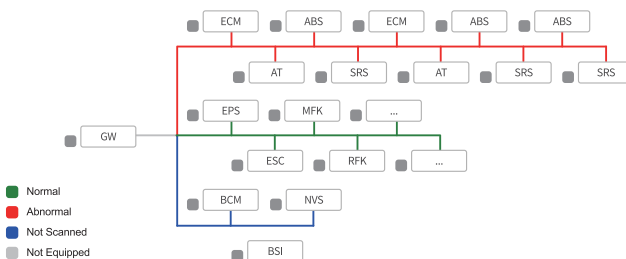 ECM ABS ECM ABS ABS
AT SRS AT SRS SRS
EPS MFK ...
GW
ESC RFK ...
Normal
BCM NVS
Abnormal
Not Scanned
Not Equipped
BSI